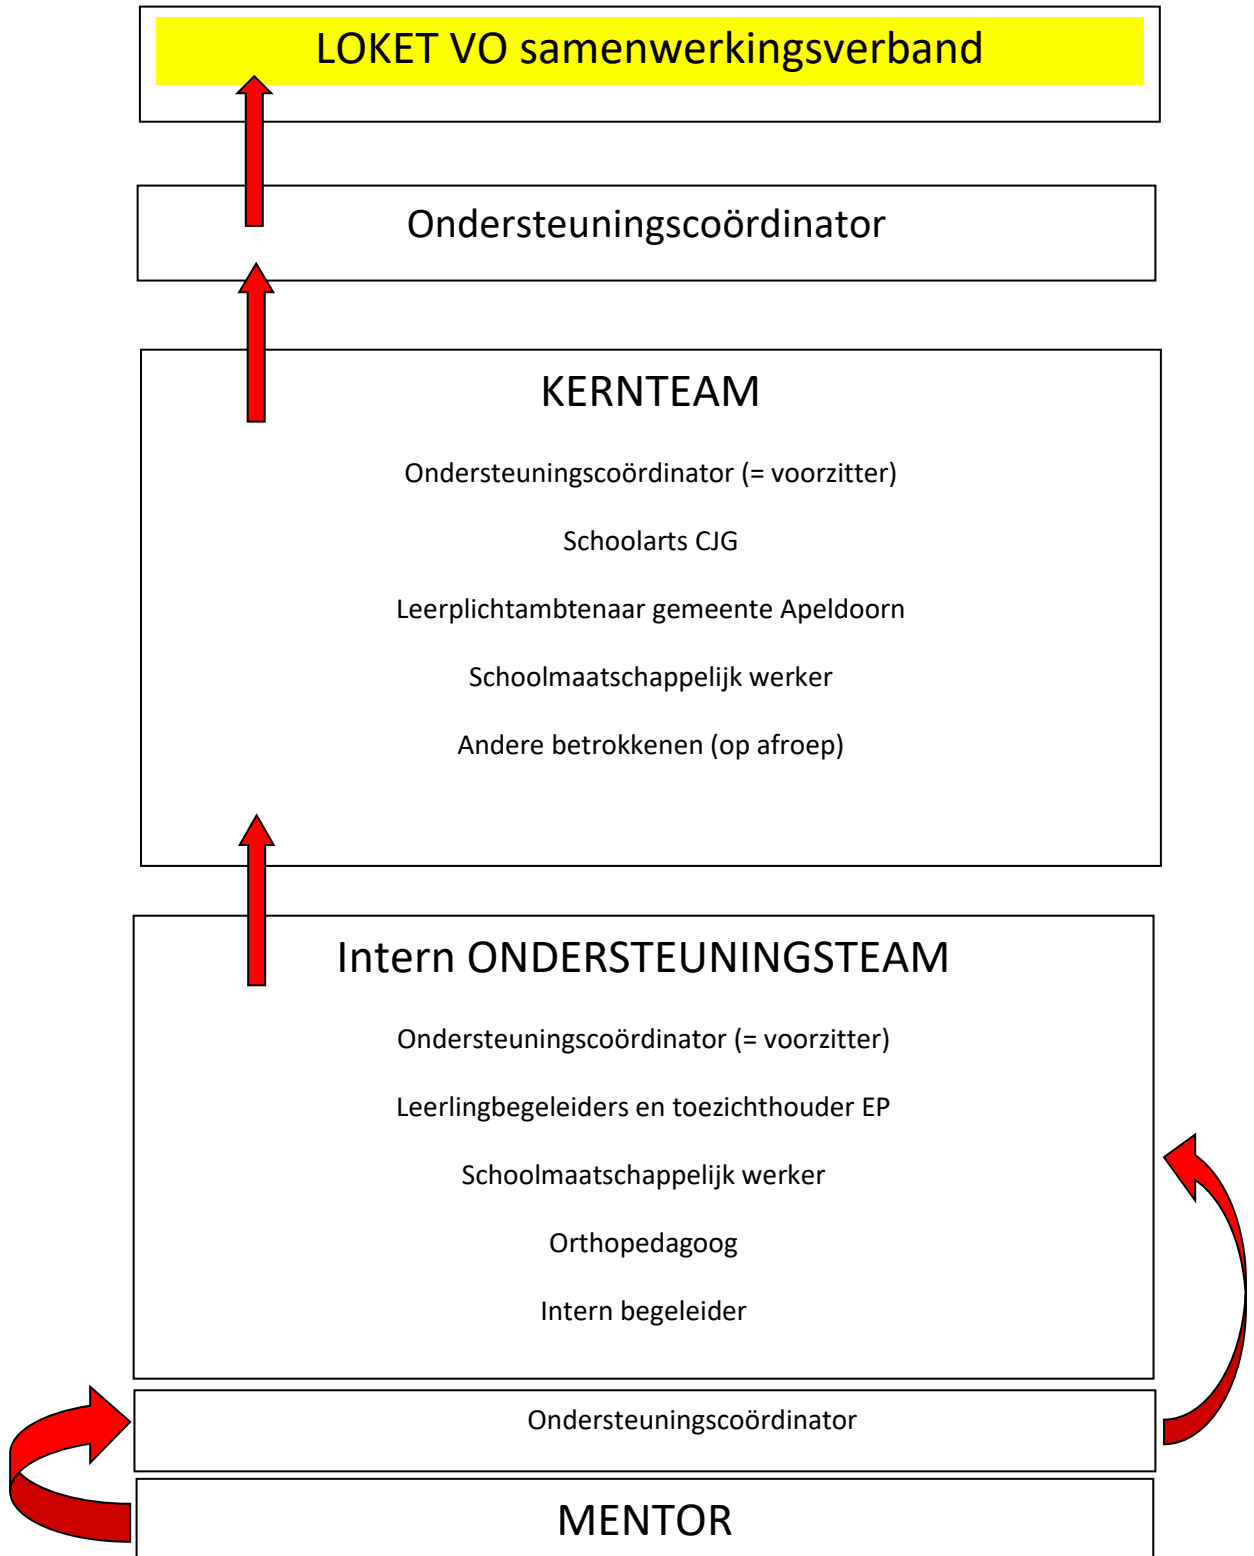 LOKET VO samenwerkingsverband
Ondersteuningscoördinator
KERNTEAM
Ondersteuningscoördinator (= voorzitter)
Schoolarts CJG
Leerplichtambtenaar gemeente Apeldoorn
Schoolmaatschappelijk werker
Andere betrokkenen (op afroep)
Intern ONDERSTEUNINGSTEAM
Ondersteuningscoördinator (= voorzitter)
Leerlingbegeleiders en toezichthouder EP
Schoolmaatschappelijk werker
Orthopedagoog
Intern begeleider
Ondersteuningscoördinator
MENTOR